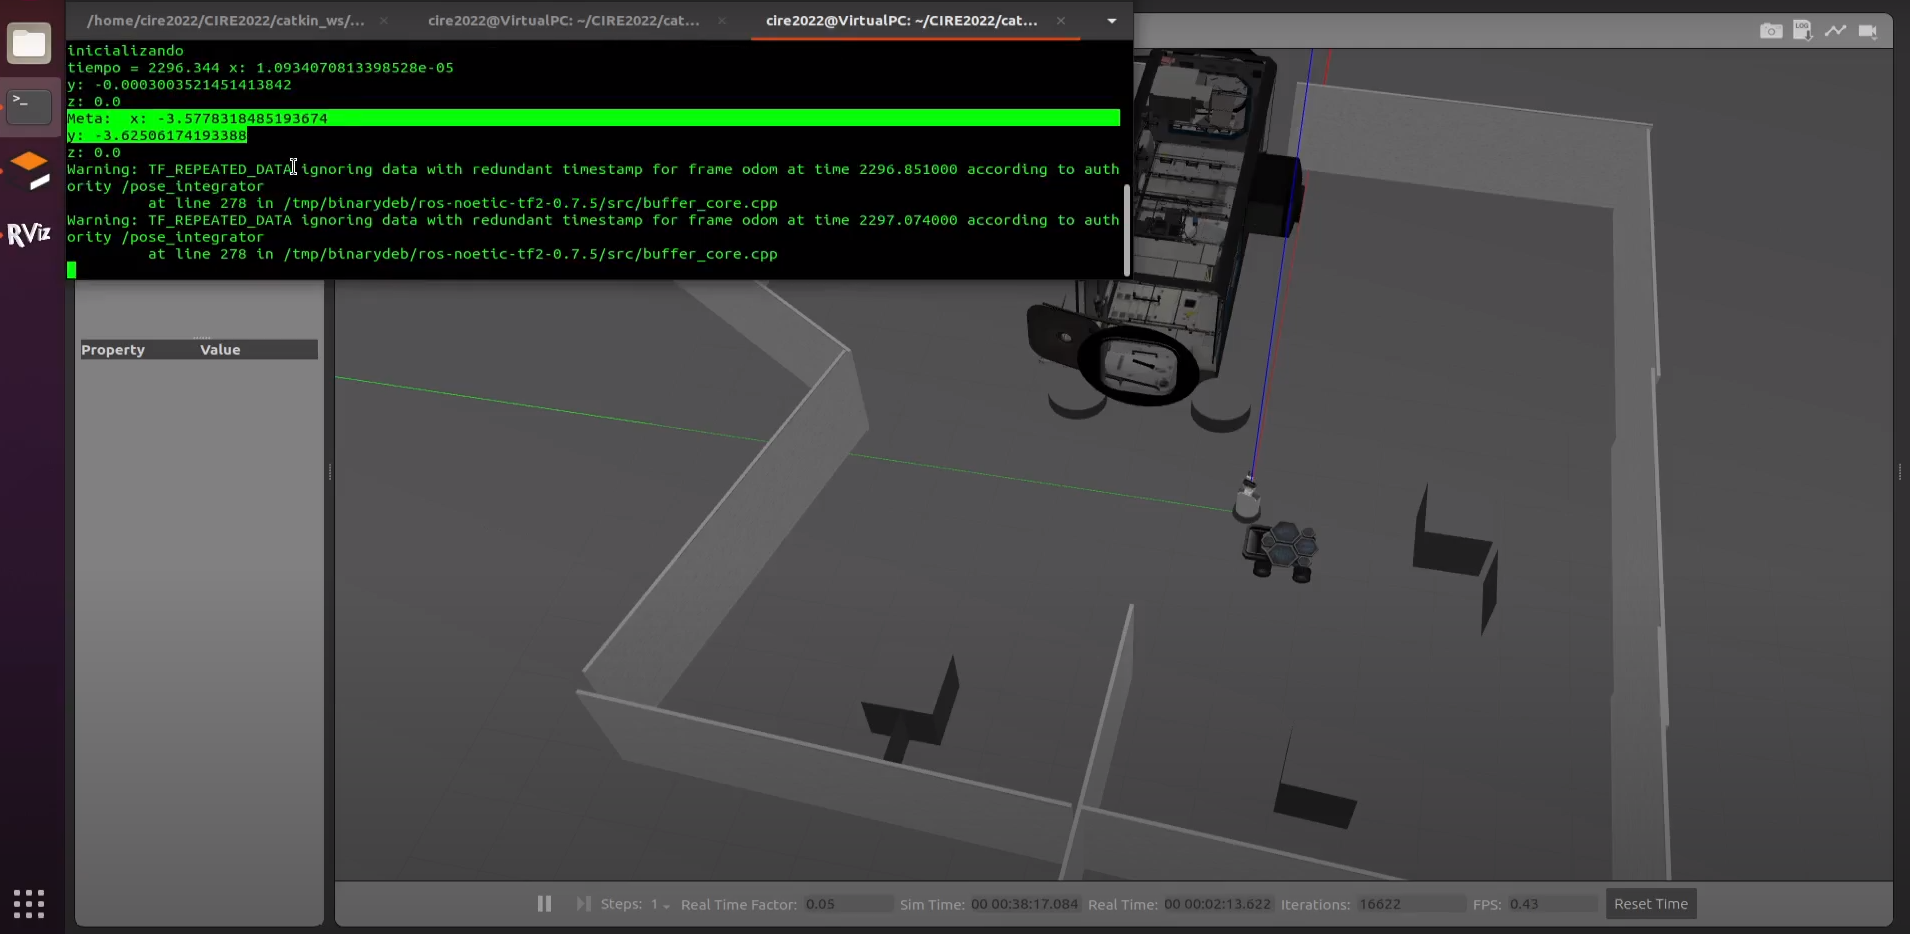 /home/cire2022/CIRE2022/catkin_ws/...
cire2022@VirtualPC: ~/CIRE2022/cat...
cire2022@VirtualPC: ~/CIRE2022/cat...
inicializando
tiempo = 2296.344 x: 1.0934070813398528e-05
y: -0.0003003521451413842
z: 0.0
Meta:  x: -3.5778318485193674
y: -3.62506174193388
z: 0.0
Warning: TF_REPEATED_DATA ignoring data with redundant timestamp for frame odom at time 2296.851000 according to auth
ority /pose_integrator
at line 278 in /tmp/binarydeb/ros-noetic-tf2-0.7.5/src/buffer_core.cpp
Warning: TF_REPEATED_DATA ignoring data with redundant timestamp for frame odom at time 2297.074000 according to auth
ority /pose_integrator
at line 278 in /tmp/binarydeb/ros-noetic-tf2-0.7.5/src/buffer_core.cpp
>_
RViz
LOG
Property Value
Steps: 1 Real Time Factor: 0.05 Sim Time: 00 00:38:17.084 Real Time: 00 00:02:13.622 Iterations: 16622 FPS: 0.43 Reset Time